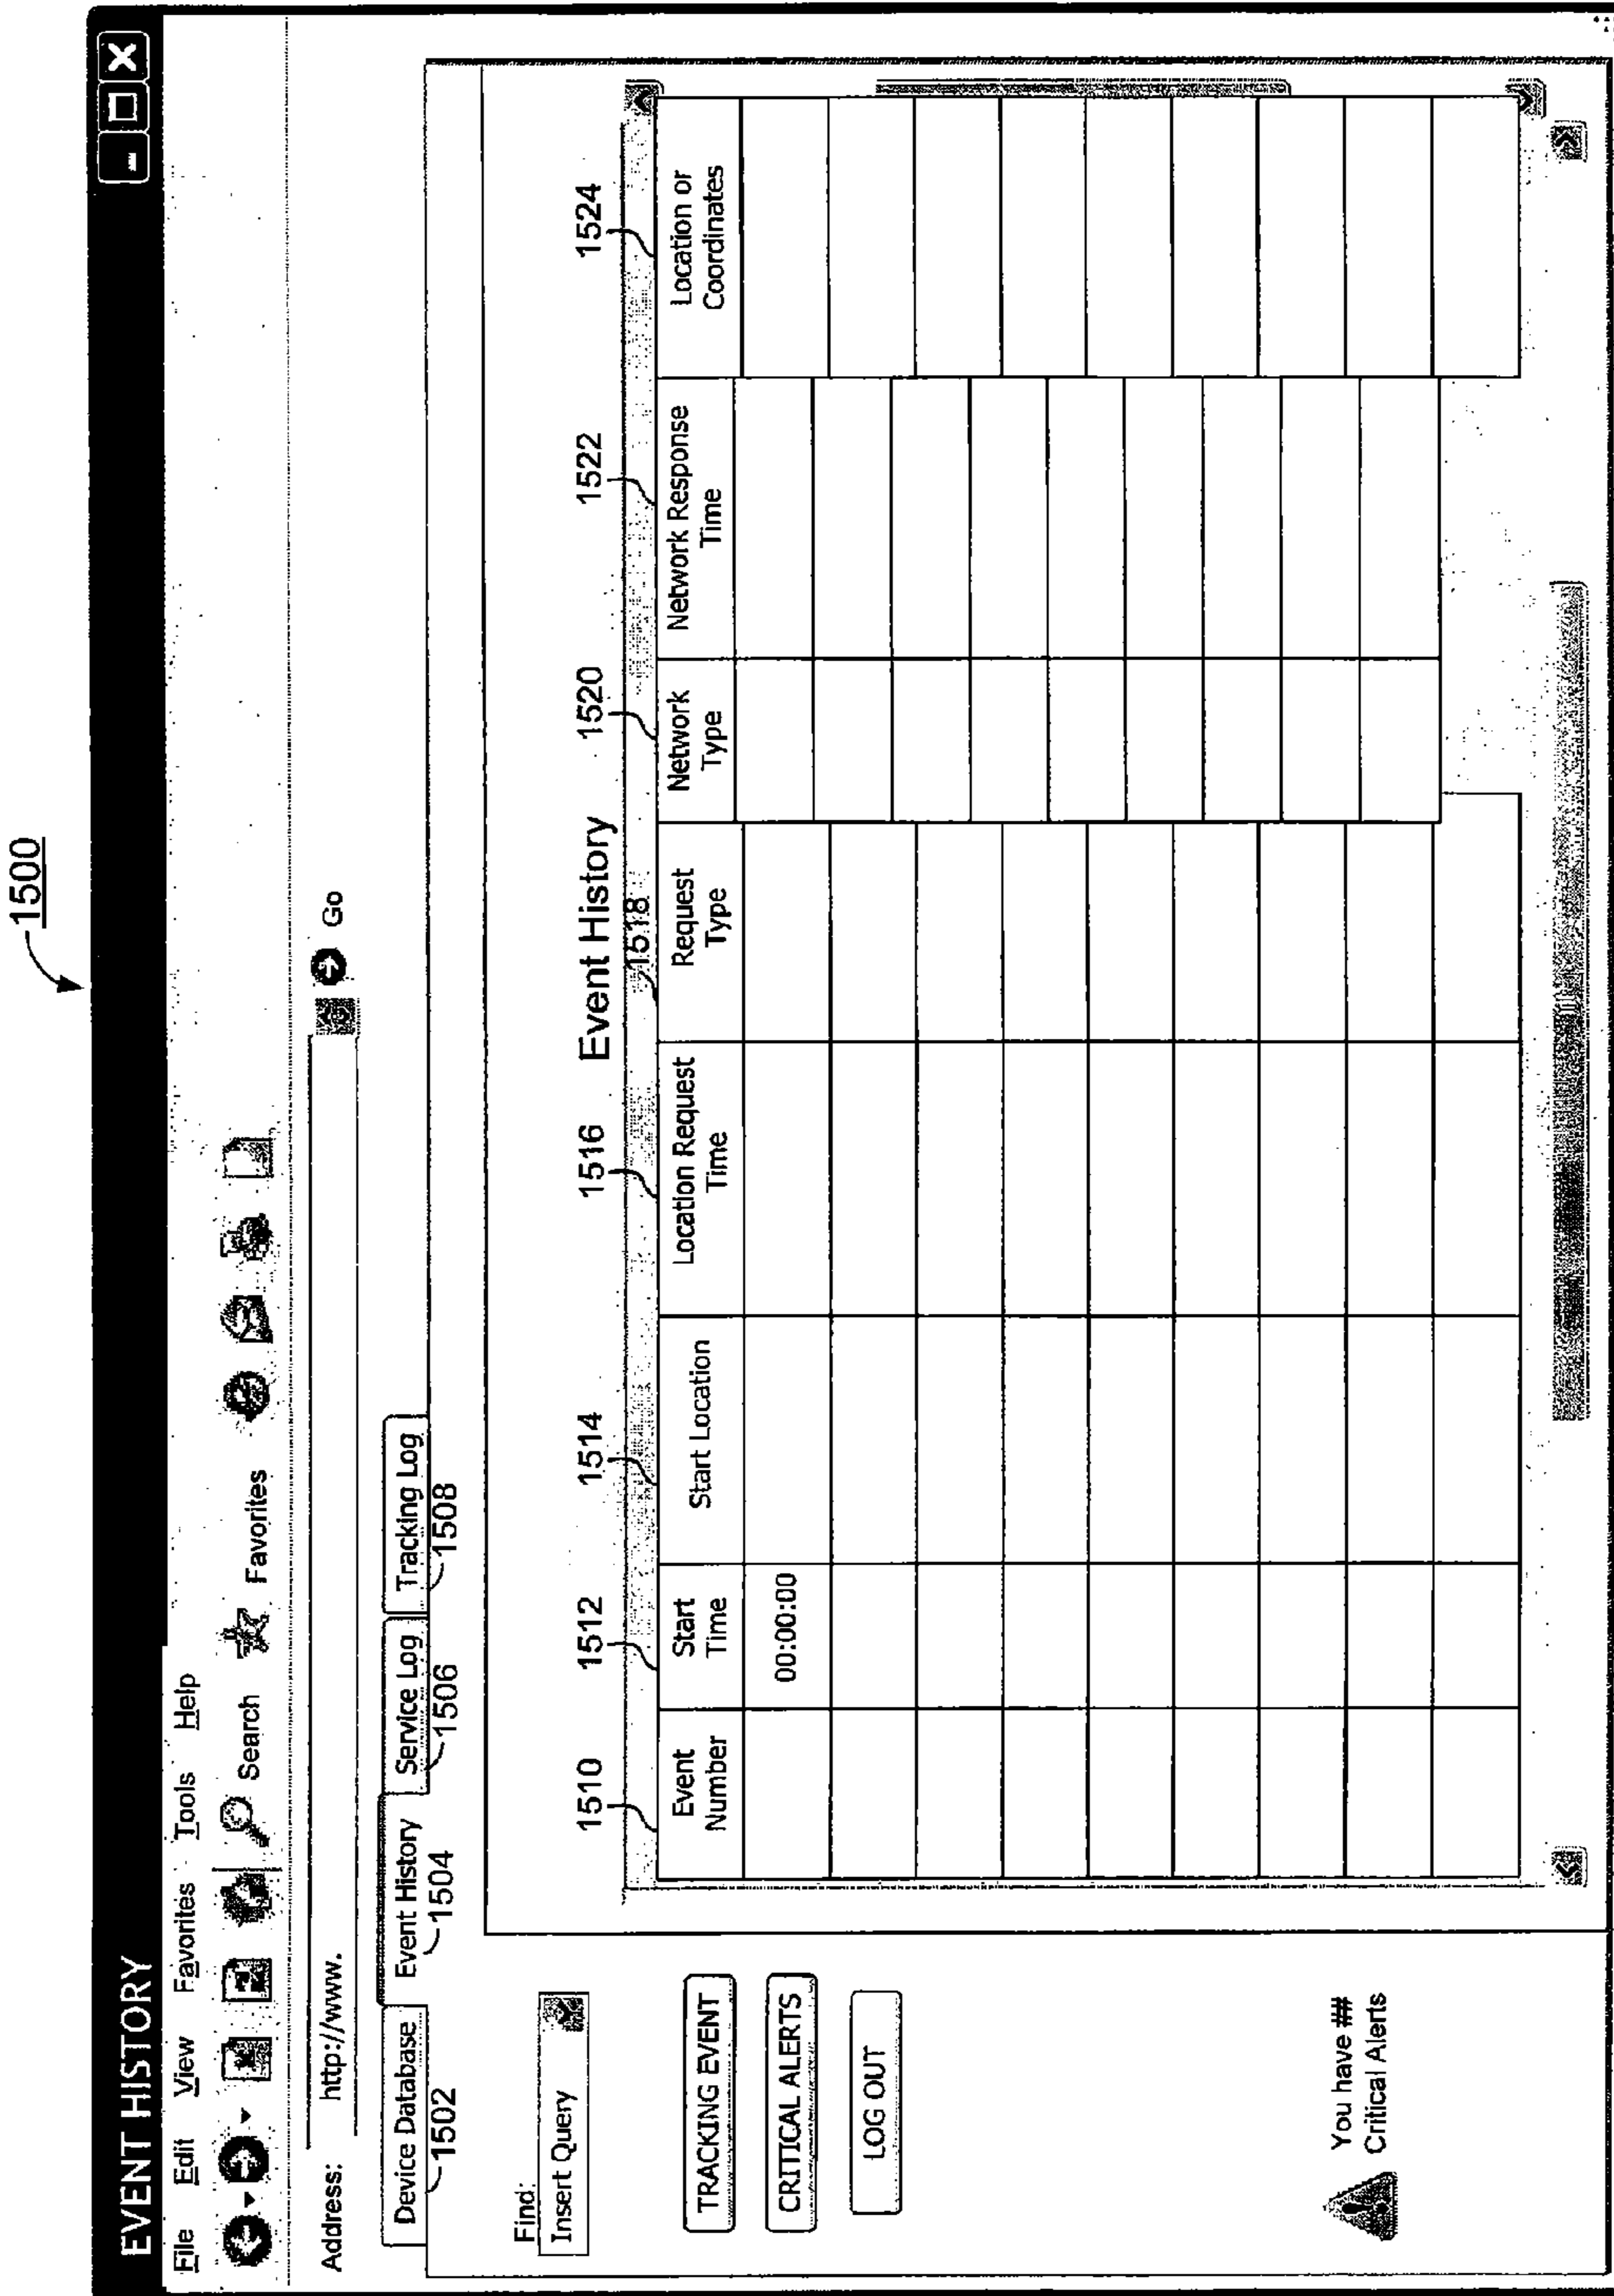 1500
EVENT HISTORY
File Edit View Favorites Tools Help
Search Favorites
Address: http://www. Go
Device Database Event History Service Log Tracking Log
1502 1504 1506 1508
Find:
Insert Query
TRACKING EVENT
CRITICAL ALERTS
LOG OUT
You have ##
Critical Alerts
Event History
1510 1512 1514 1516 1518 1520 1522 1524
Event Number
Start Time
Start Location
Location Request Time
Request Type
Network Type
Network Response Time
Location or Coordinates
00:00:00